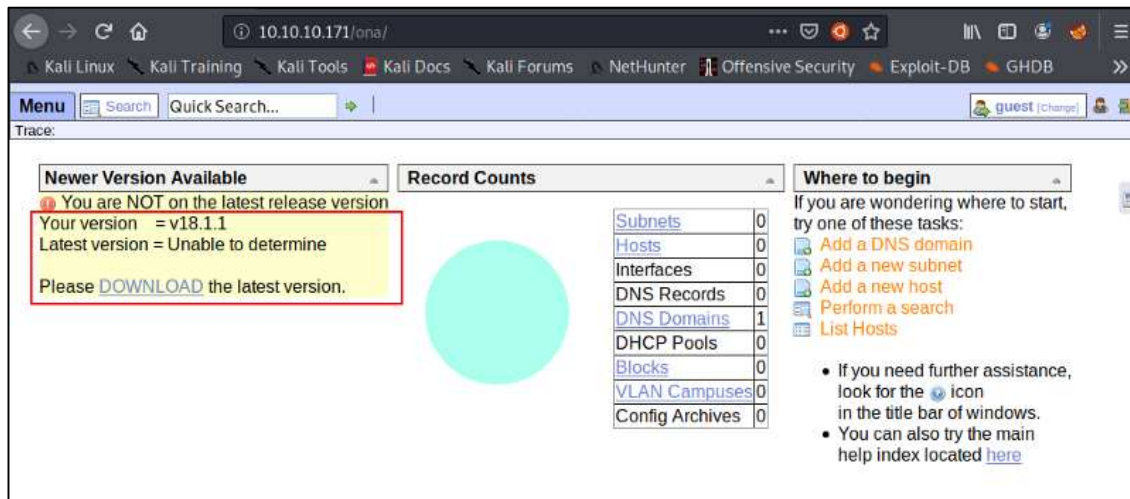 10.10.10.171/ona/
Kali Linux Kali Training Kali Tools Kali Docs Kali Forums NetHunter Offensive Security Exploit-DB GHDB
Menu Search Quick Search... guest [Change]
Trace:
Newer Version Available
You are NOT on the latest release version
Your version = v18.1.1
Latest version = Unable to determine
Please DOWNLOAD the latest version.
Record Counts
Subnets 0
Hosts 0
Interfaces 0
DNS Records 0
DNS Domains 1
DHCP Pools 0
Blocks 0
VLAN Campuses 0
Config Archives 0
Where to begin
If you are wondering where to start,
try one of these tasks:
Add a DNS domain
Add a new subnet
Add a new host
Perform a search
List Hosts
• If you need further assistance,
look for the icon
in the title bar of windows.
• You can also try the main
help index located here